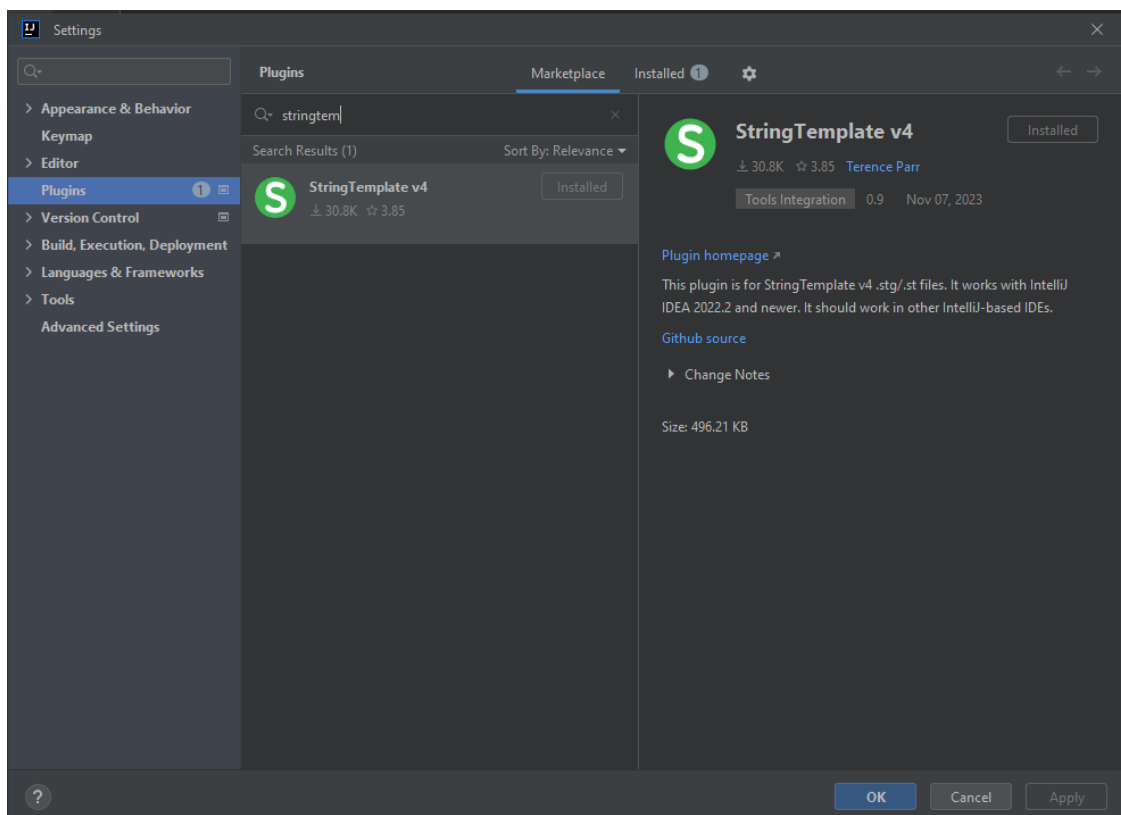 IJ
Settings
Appearance & Behavior
Keymap
Editor
Plugins 1
Version Control
Build, Execution, Deployment
Languages & Frameworks
Tools
Advanced Settings
Plugins Marketplace Installed 1
stringtem
Search Results (1) Sort By: Relevance
S
StringTemplate v4 Installed
30.8K 3.85
S
StringTemplate v4 Installed
30.8K 3.85 Terence Parr
Tools Integration 0.9 Nov 07, 2023
Plugin homepage
This plugin is for StringTemplate v4 .stg/.st files. It works with IntelliJ
IDEA 2022.2 and newer. It should work in other IntelliJ-based IDEs.
Github source
Change Notes
Size: 496.21 KB
?
OK Cancel Apply